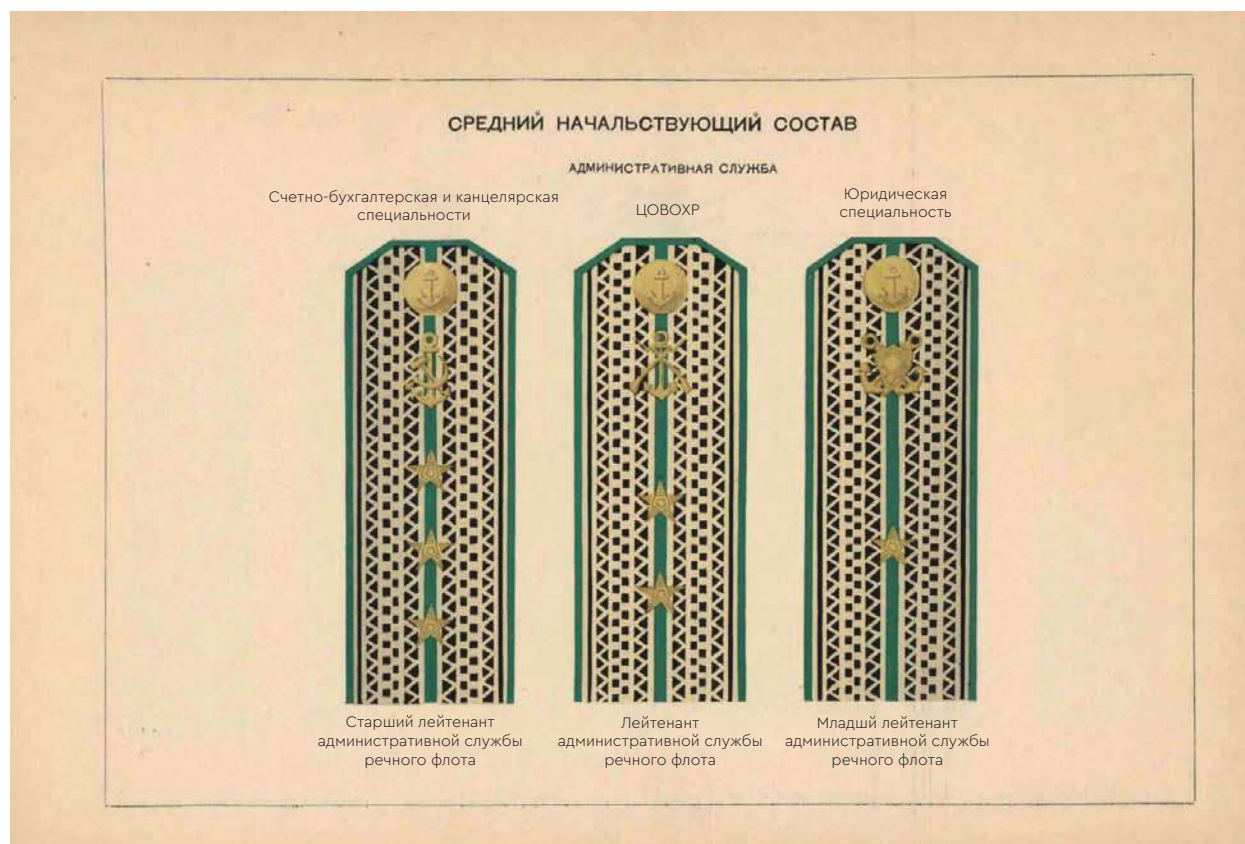 СРЕДНИЙ НАЧАЛЬСТВУЮЩИЙ СОСТАВ
АДМИНИСТРАТИВНАЯ СЛУЖБА
Счетно-бухгалтерская и канцелярская
специальности
ЦОВОХР
Юридическая
специальность
Старший лейтенант
административной службы
речного флота
Лейтенант
административной службы
речного флота
Младшй лейтенант
административной службы
речного флота